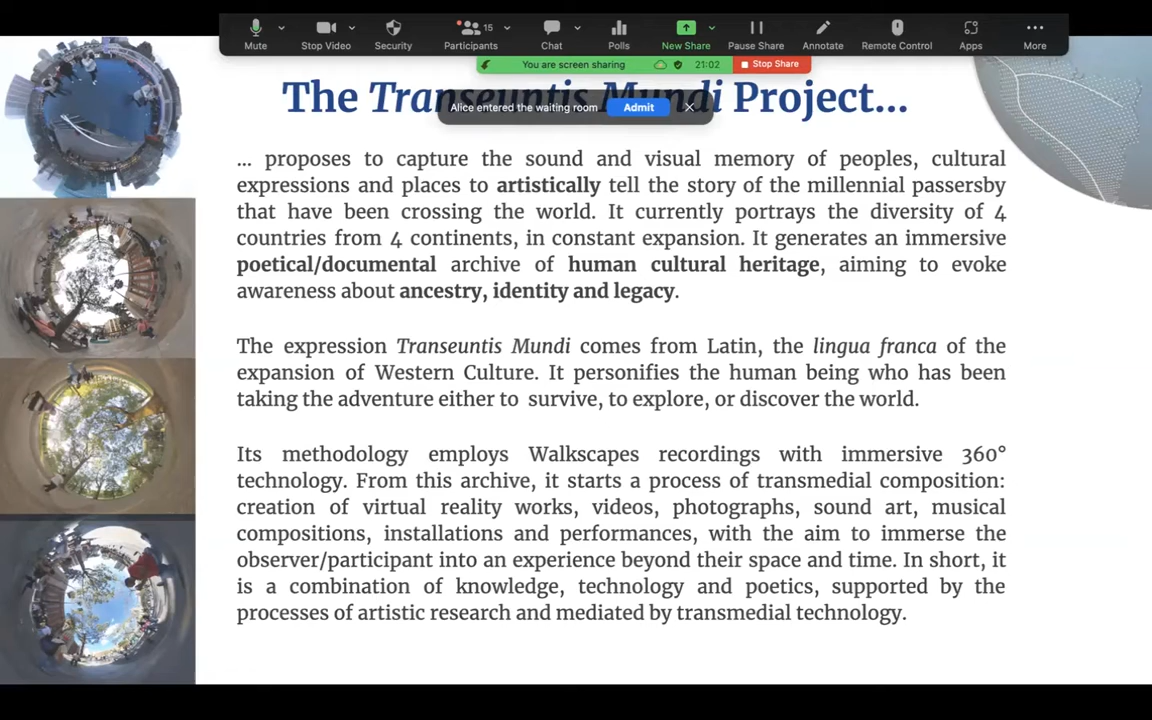 15
Mute
Stop Video
Security
Participants
Chat
Polls
New Share
Pause Share
Annotate
Remote Control
Apps
More
You are screen sharing
21:02
Stop Share
The Transeuntis Mundi Project...
Alice entered the waiting room
Admit
... proposes to capture the sound and visual memory of peoples, cultural
expressions and places to artistically tell the story of the millennial passersby
that have been crossing the world. It currently portrays the diversity of 4
countries from 4 continents, in constant expansion. It generates an immersive
poetical/documental archive of human cultural heritage, aiming to evoke
awareness about ancestry, identity and legacy.
The expression Transeuntis Mundi comes from Latin, the lingua franca of the
expansion of Western Culture. It personifies the human being who has been
taking the adventure either to survive, to explore, or discover the world.
Its methodology employs Walkscapes recordings with immersive 360°
technology. From this archive, it starts a process of transmedial composition:
creation of virtual reality works, videos, photographs, sound art, musical
compositions, installations and performances, with the aim to immerse the
observer/participant into an experience beyond their space and time. In short, it
is a combination of knowledge, technology and poetics, supported by the
processes of artistic research and mediated by transmedial technology.